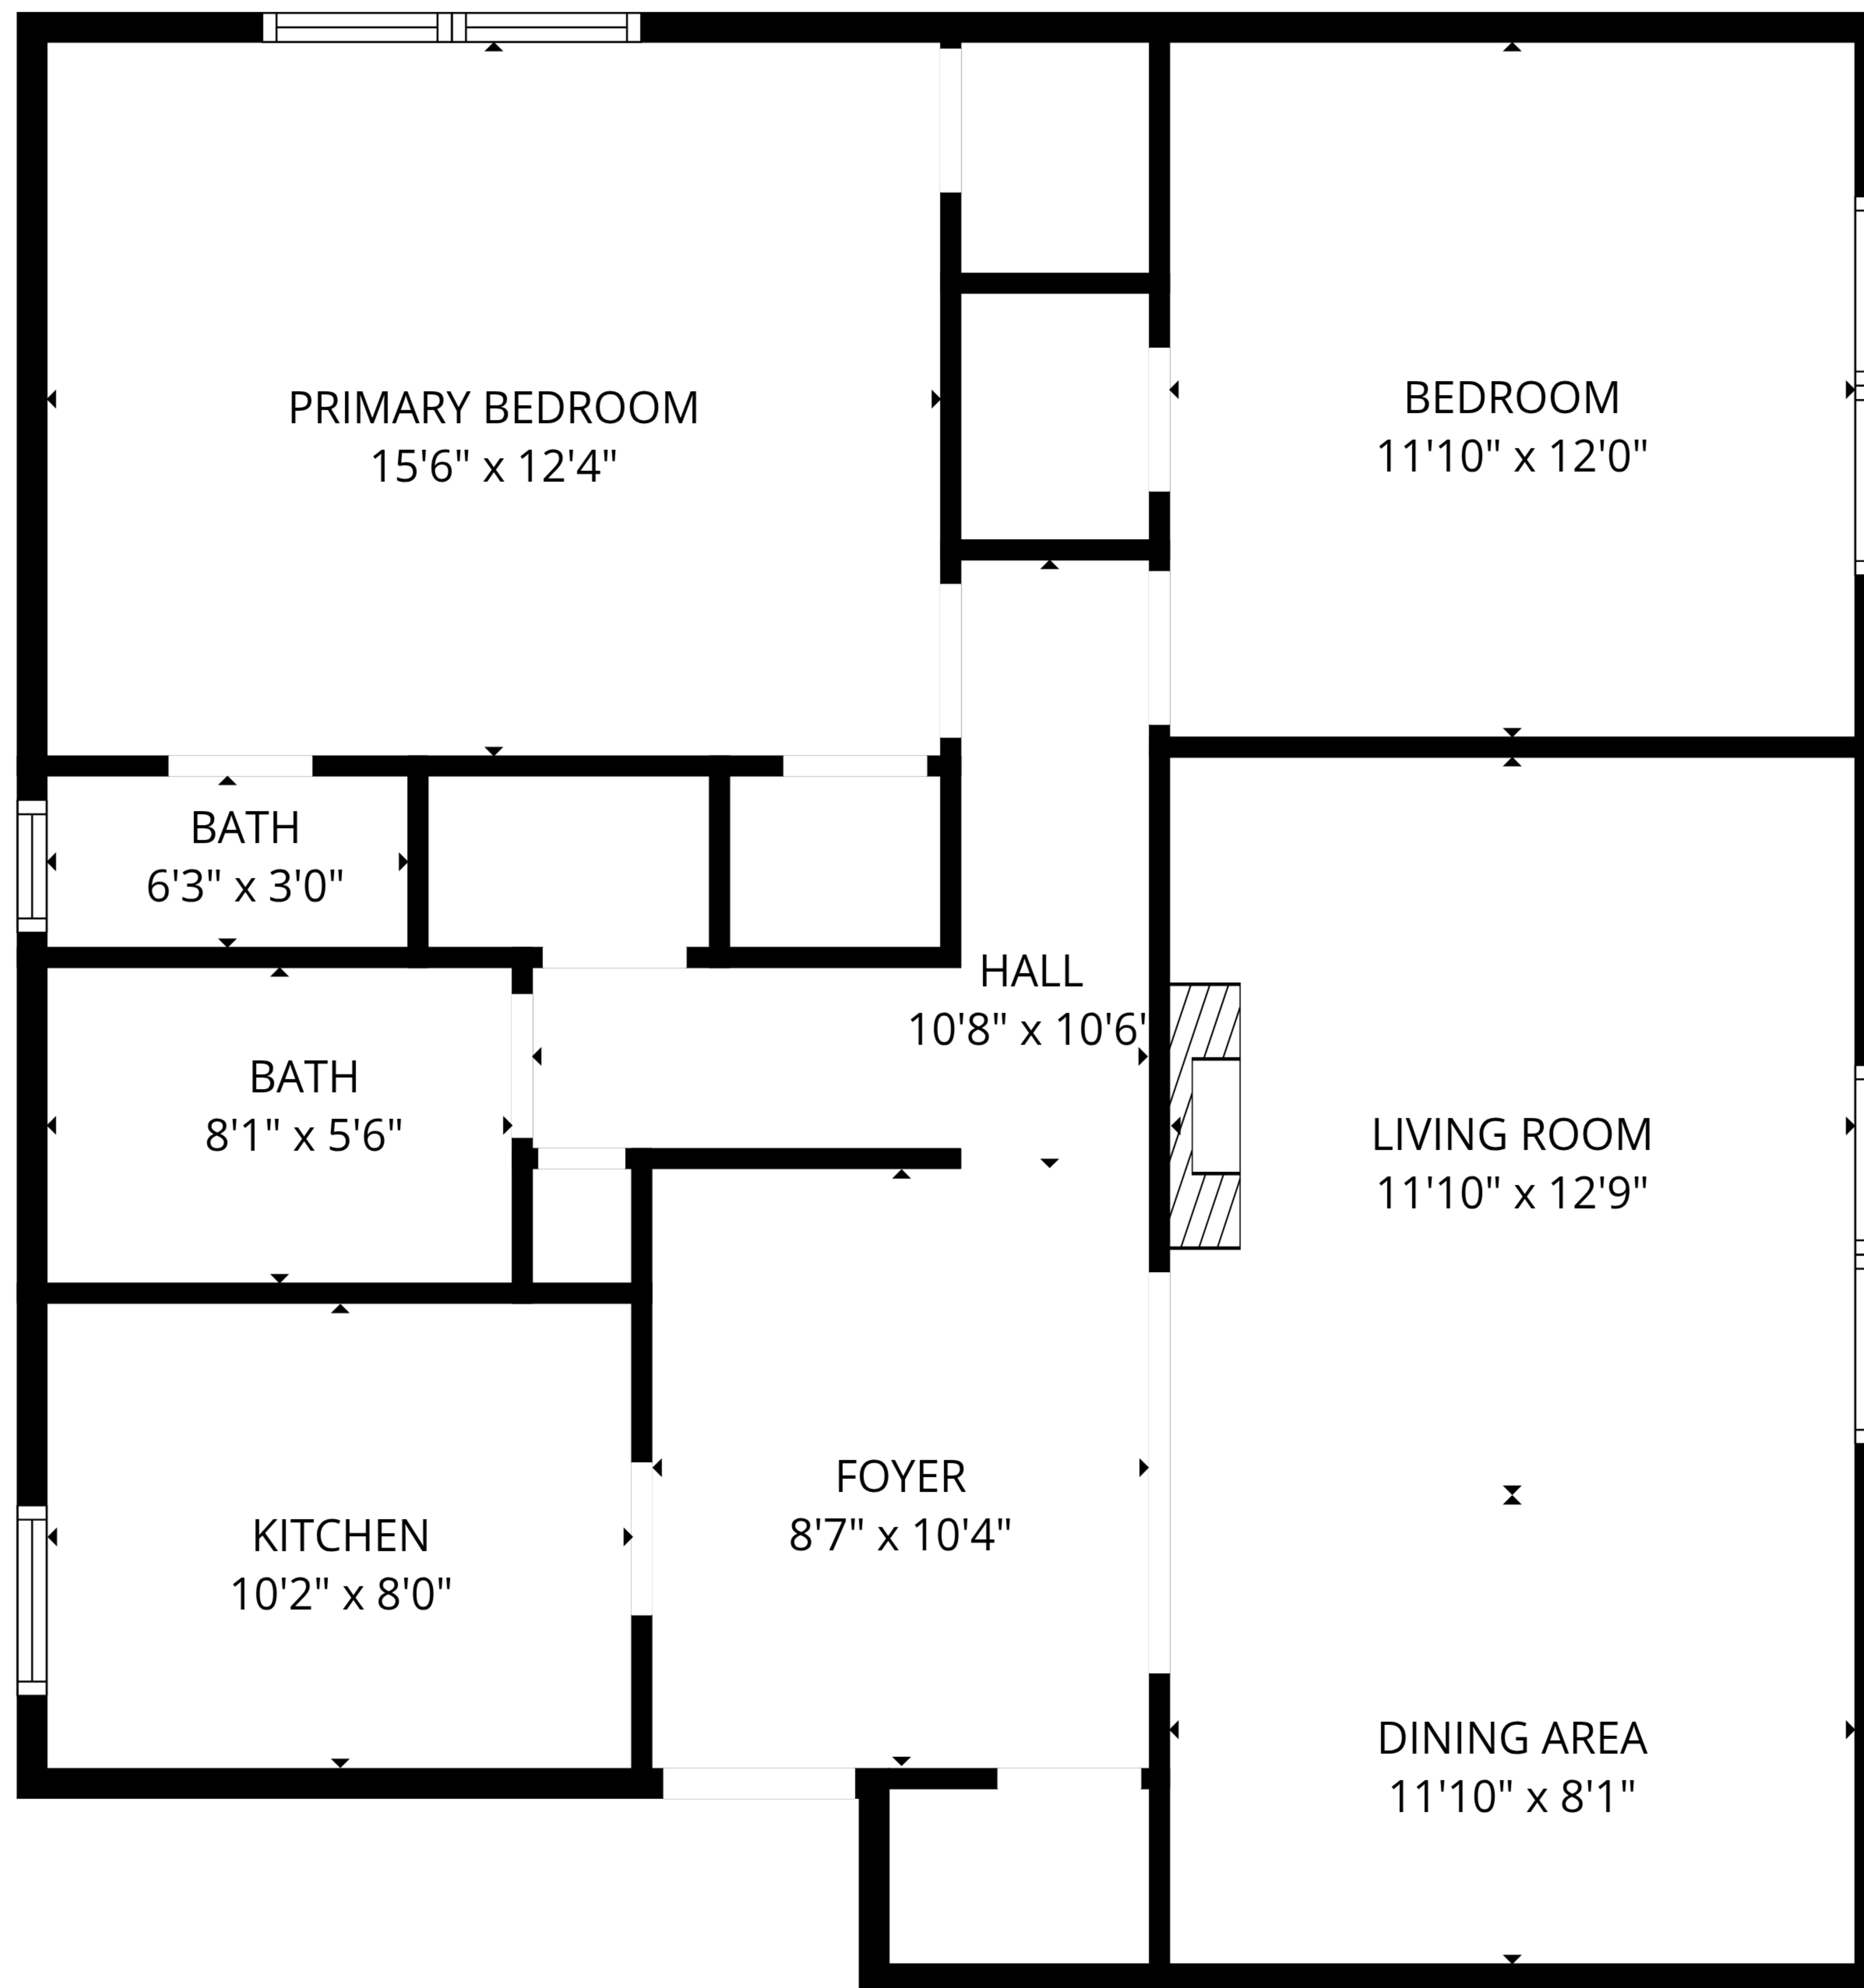 PRIMARY BEDROOM
15'6" x 12'4"
BEDROOM
11'10" x 12'0"
BATH
6'3" x 3'0"
HALL
10'8" x 10'6"
BATH
8'1" x 5'6"
LIVING ROOM
11'10" x 12'9"
FOYER
8'7" x 10'4"
KITCHEN
10'2" x 8'0"
DINING AREA
11'10" x 8'1"